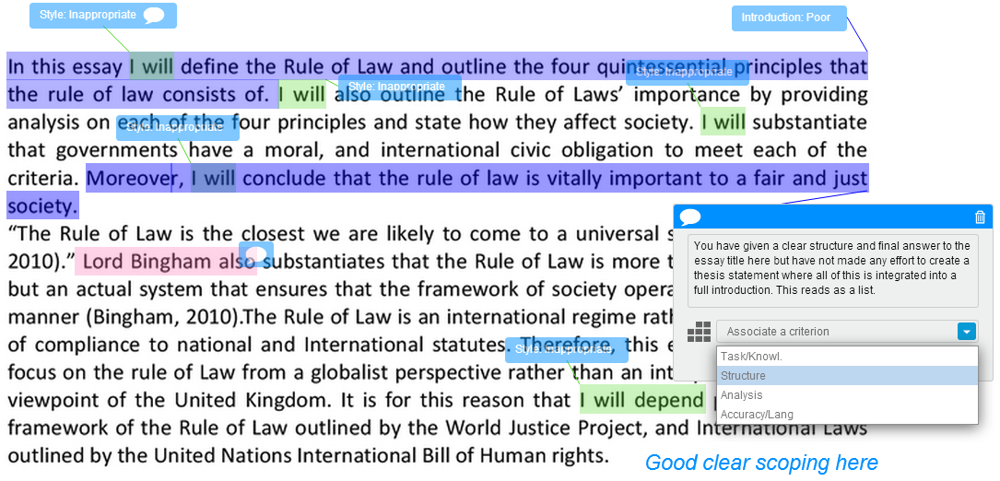 Style: Inappropriate
Introduction: Poor
In this essay I will define the Rule of Law and outline the four quintessential principles that
Style: Inappropriate
Style: Inappropriate
the rule of law consists of. I will also outline the Rule of Laws’ importance by providing
analysis on each of the four principles and state how they affect society. I will substantiate
Style: Inappropriate
that governments have a moral, and international civic obligation to meet each of the
criteria. Moreover, I will conclude that the rule of law is vitally important to a fair and just
society.
“The Rule of Law is the closest we are likely to come to a universal
2010).” Lord Bingham also substantiates that the Rule of Law is more
but an actual system that ensures that the framework of society
manner (Bingham, 2010).The Rule of Law is an international regime
of compliance to national and International statutes. Therefore, this
Style: Inappropriate
focus on the rule of Law from a globalist perspective rather than an
viewpoint of the United Kingdom. It is for this reason that I will depend
framework of the Rule of Law outlined by the World Justice Project, and International Laws
outlined by the United Nations International Bill of Human rights.
You have given a clear structure and final answer to the
essay title here but have not made any effort to create a
thesis statement where all of this is integrated into a
full introduction. This reads as a list.
Associate a criterion
Task/Knowl.
Structure
Analysis
Accuracy/Lang
Good clear scoping here